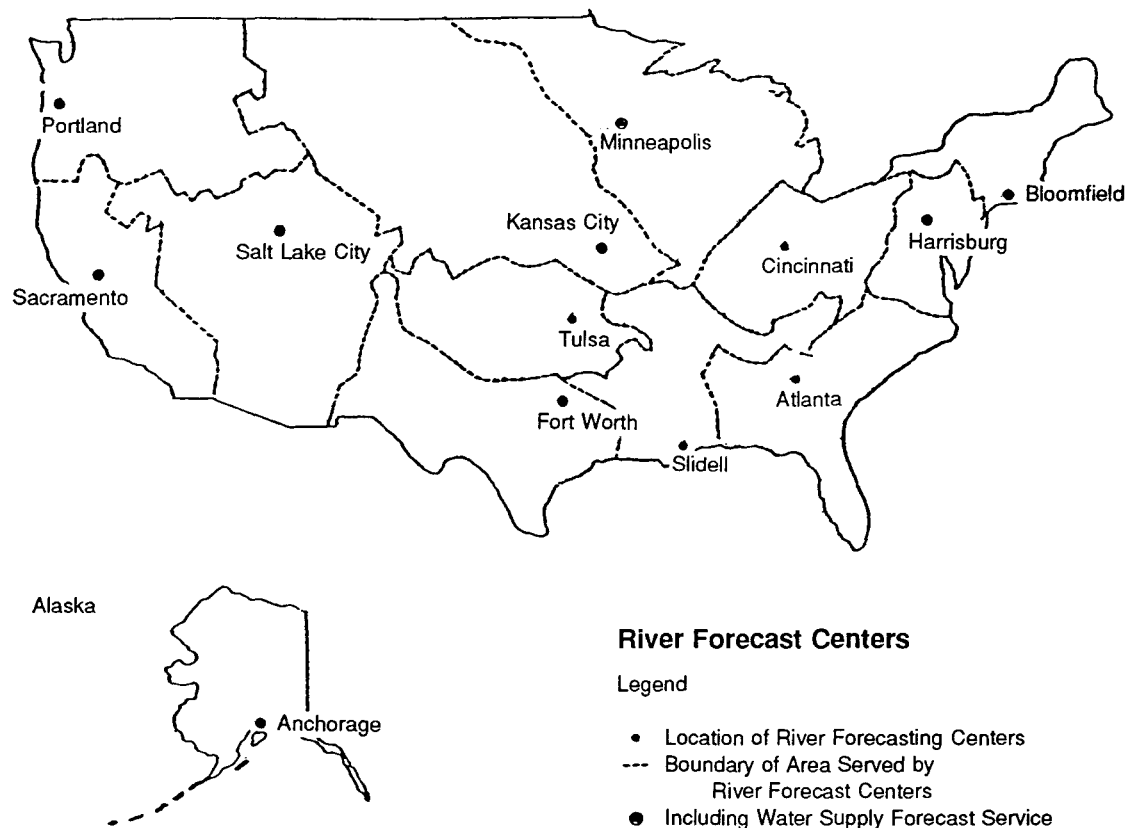 Portland
Minneapolis
Bloomfield
Kansas City
Harrisburg
Salt Lake City
Cincinnati
Sacramento
Tulsa
Atlanta
Fort Worth
Slidell
Alaska
Anchorage
River Forecast Centers
Legend
Location of River Forecasting Centers
Boundary of Area Served by
River Forecast Centers
Including Water Supply Forecast Service